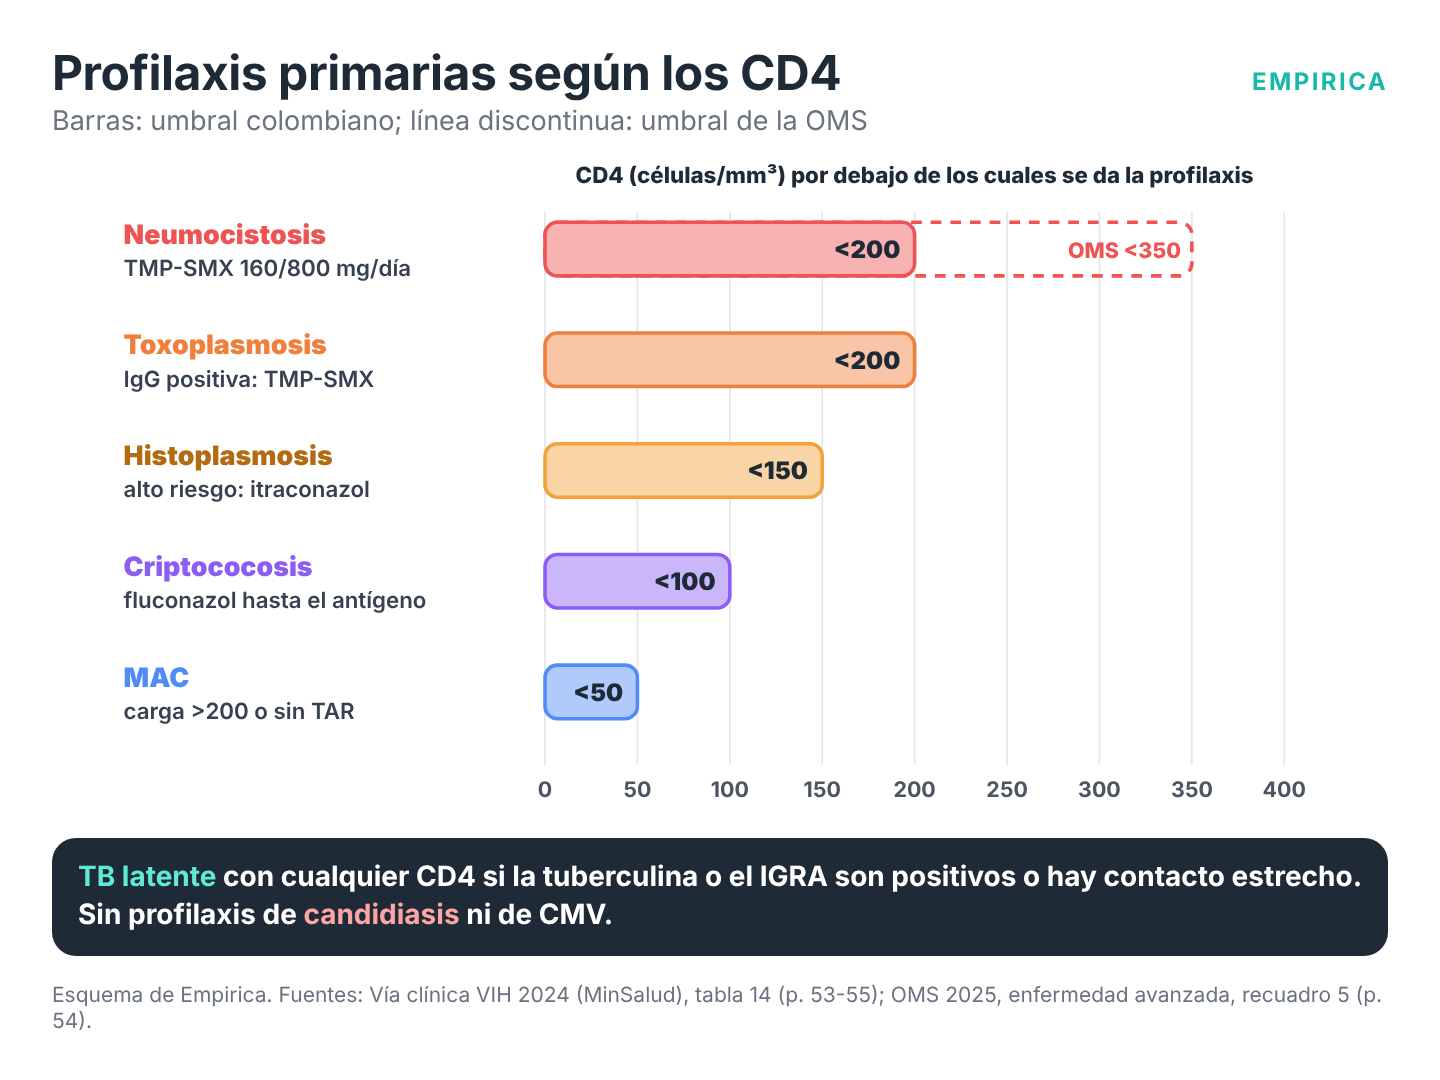 Profilaxis primarias según los CD4
EMPIRICA
Barras: umbral colombiano; línea discontinua: umbral de la OMS
CD4 (células/mm³) por debajo de los cuales se da la profilaxis
Neumocistosis
TMP-SMX 160/800 mg/día
<200
OMS <350
Toxoplasmosis
IgG positiva: TMP-SMX
<200
Histoplasmosis
alto riesgo: itraconazol
<150
Criptococosis
fluconazol hasta el antígeno
<100
MAC
carga >200 o sin TAR
<50
0 50 100 150 200 250 300 350 400
TB latente con cualquier CD4 si la tuberculina o el IGRA son positivos o hay contacto estrecho.
Sin profilaxis de candidiasis ni de CMV.
Esquema de Empirica. Fuentes: Vía clínica VIH 2024 (MinSalud), tabla 14 (p. 53-55); OMS 2025, enfermedad avanzada, recuadro 5 (p.
54).